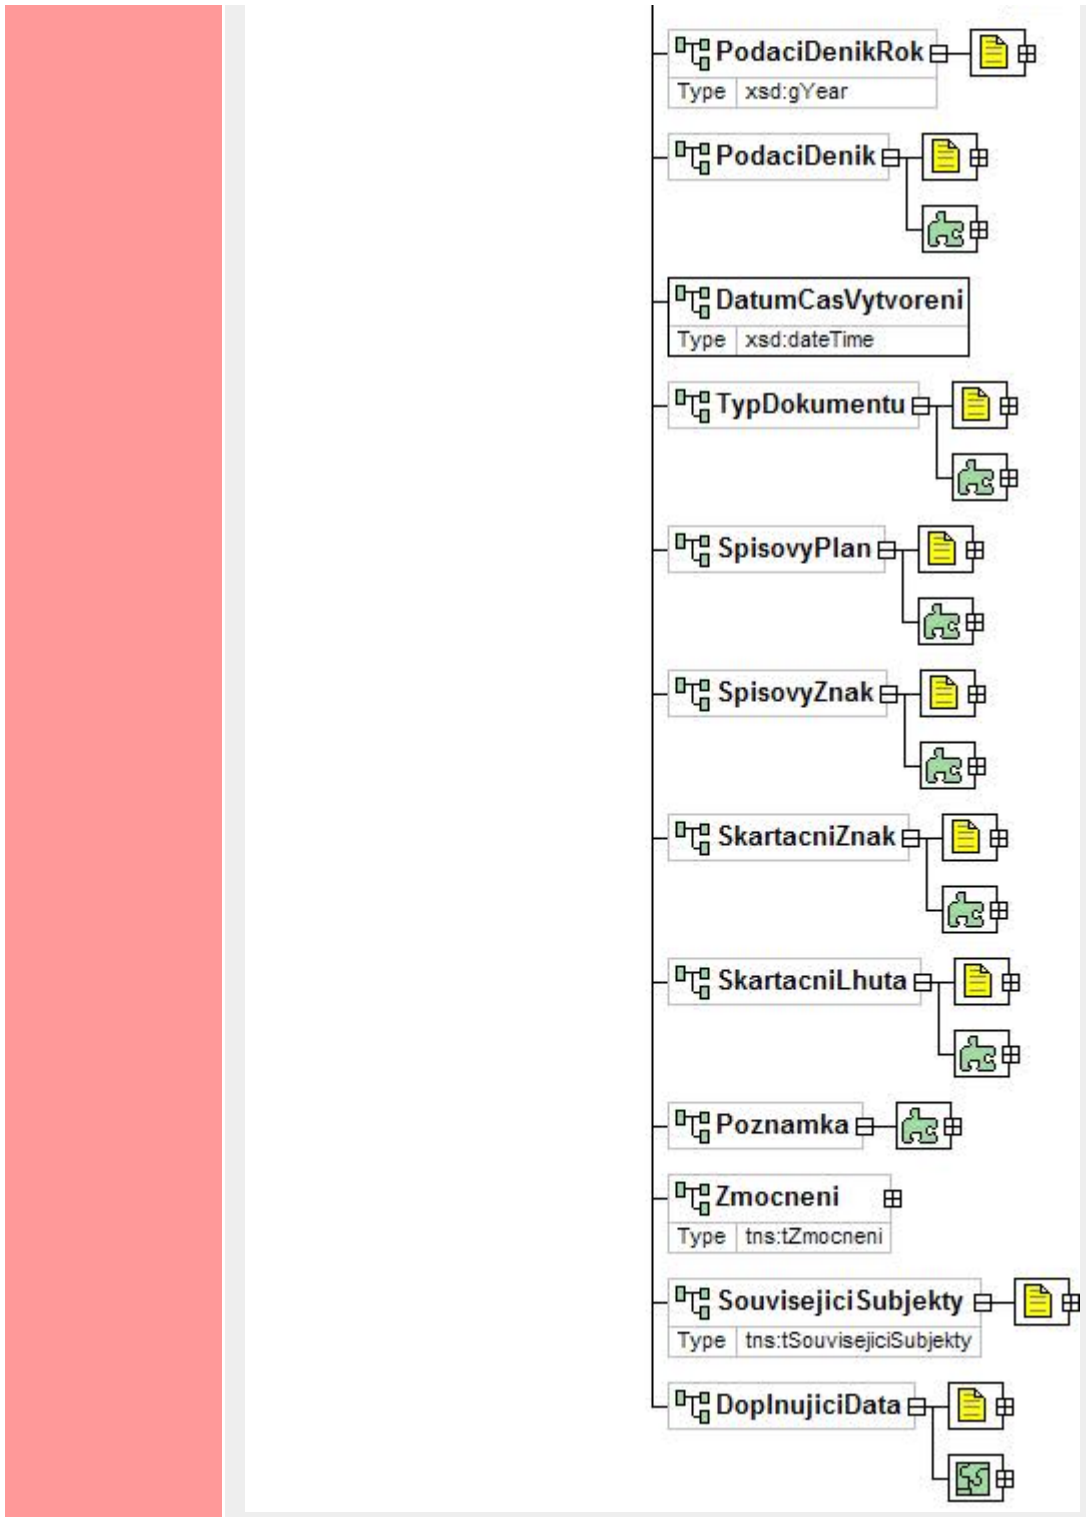 PodaciDenikRok
Type xsd:gYear
PodaciDenik
DatumCasVytvoreni
Type xsd:dateTime
TypDokumentu
SpisovyPlan
SpisovyZnak
SkartacniZnak
SkartacniLhuta
Poznamka
Zmocneni
Type tns:tZmocneni
SouvisejiciSubjekty
Type tns:tSouvisejiciSubjekty
DoplnujiciData